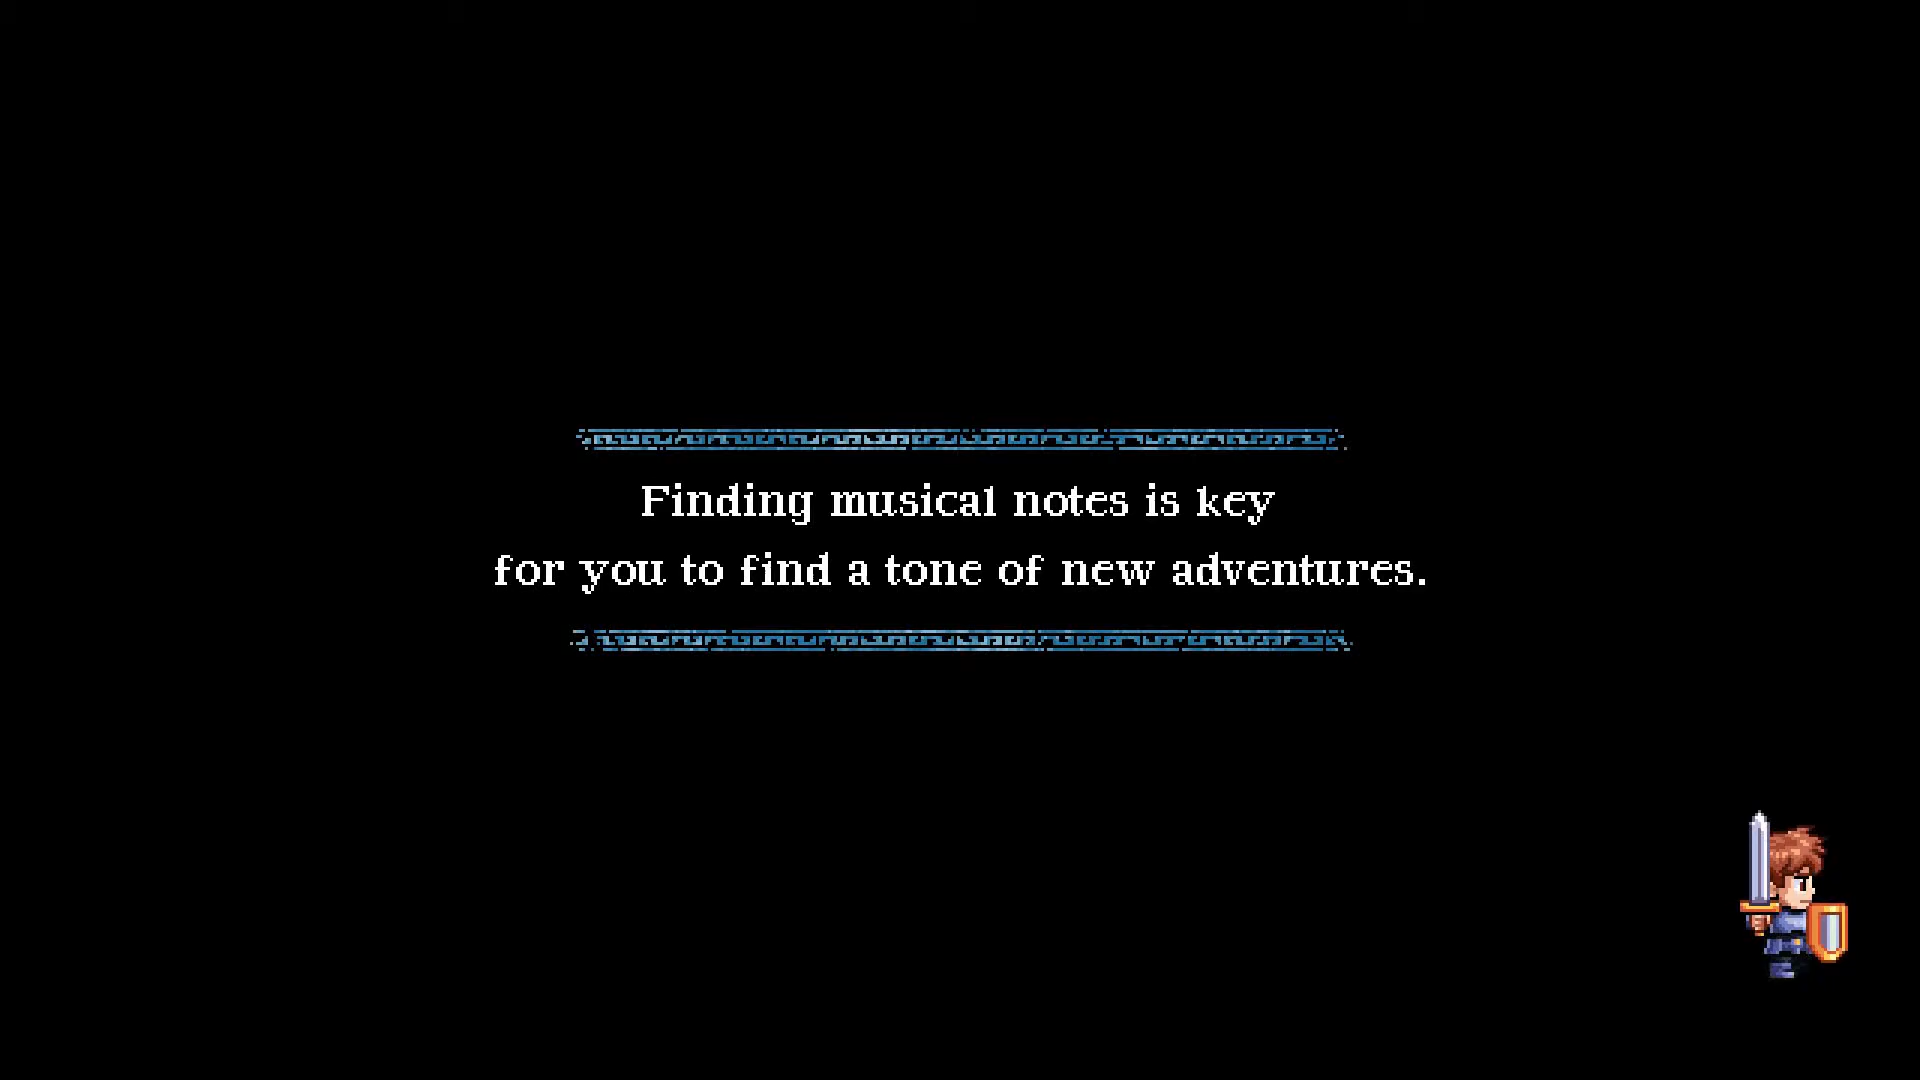 Finding musical notes is key
for you to find a tone of new adventures.